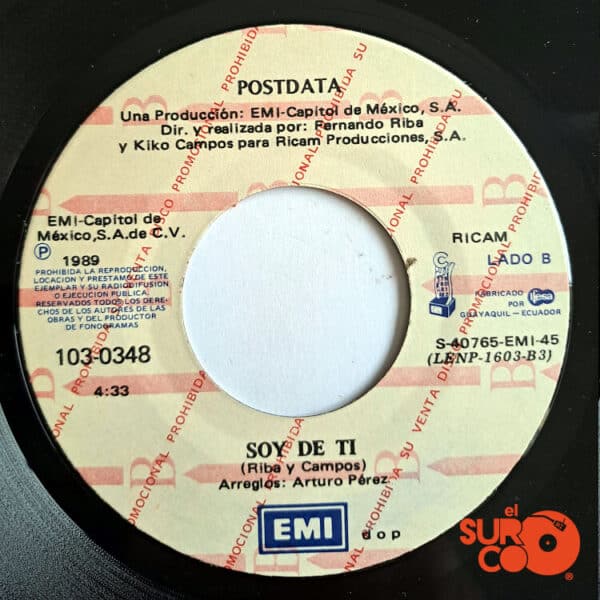 POSTDATA
Una Producción: EMI-Capitol de México, S.A.
Dir. y realizada por: Fernando Riba
y Kiko Campos para Ricam Producciones, S.A.
EMI-Capitol de
México, S.A. de C.V.
Ⓟ 1989
PROHIBIDA LA REPRODUCCION,
LOCACION Y PRESTAMO DE ESTE
EJEMPLAR Y SU RADIODIFUSION
O EJECUCION PUBLICA.
RESERVADOS TODOS LOS DERE-
CHOS DE LOS AUTORES DE LAS
OBRAS Y DEL PRODUCTOR
DE FONOGRAMAS
103-0348
4:33
RICAM
LADO B
FABRICADO
POR
ifesa
GUAYAQUIL - ECUADOR
S-40765-EMI-45
(LENP-1603-B3)
SOY DE TI
(Riba y Campos)
Arreglos: Arturo Pérez
EMI
d o p
DISCO PROMOCIONAL PROHIBIDA SU VENTA
el
SUR
CO
®